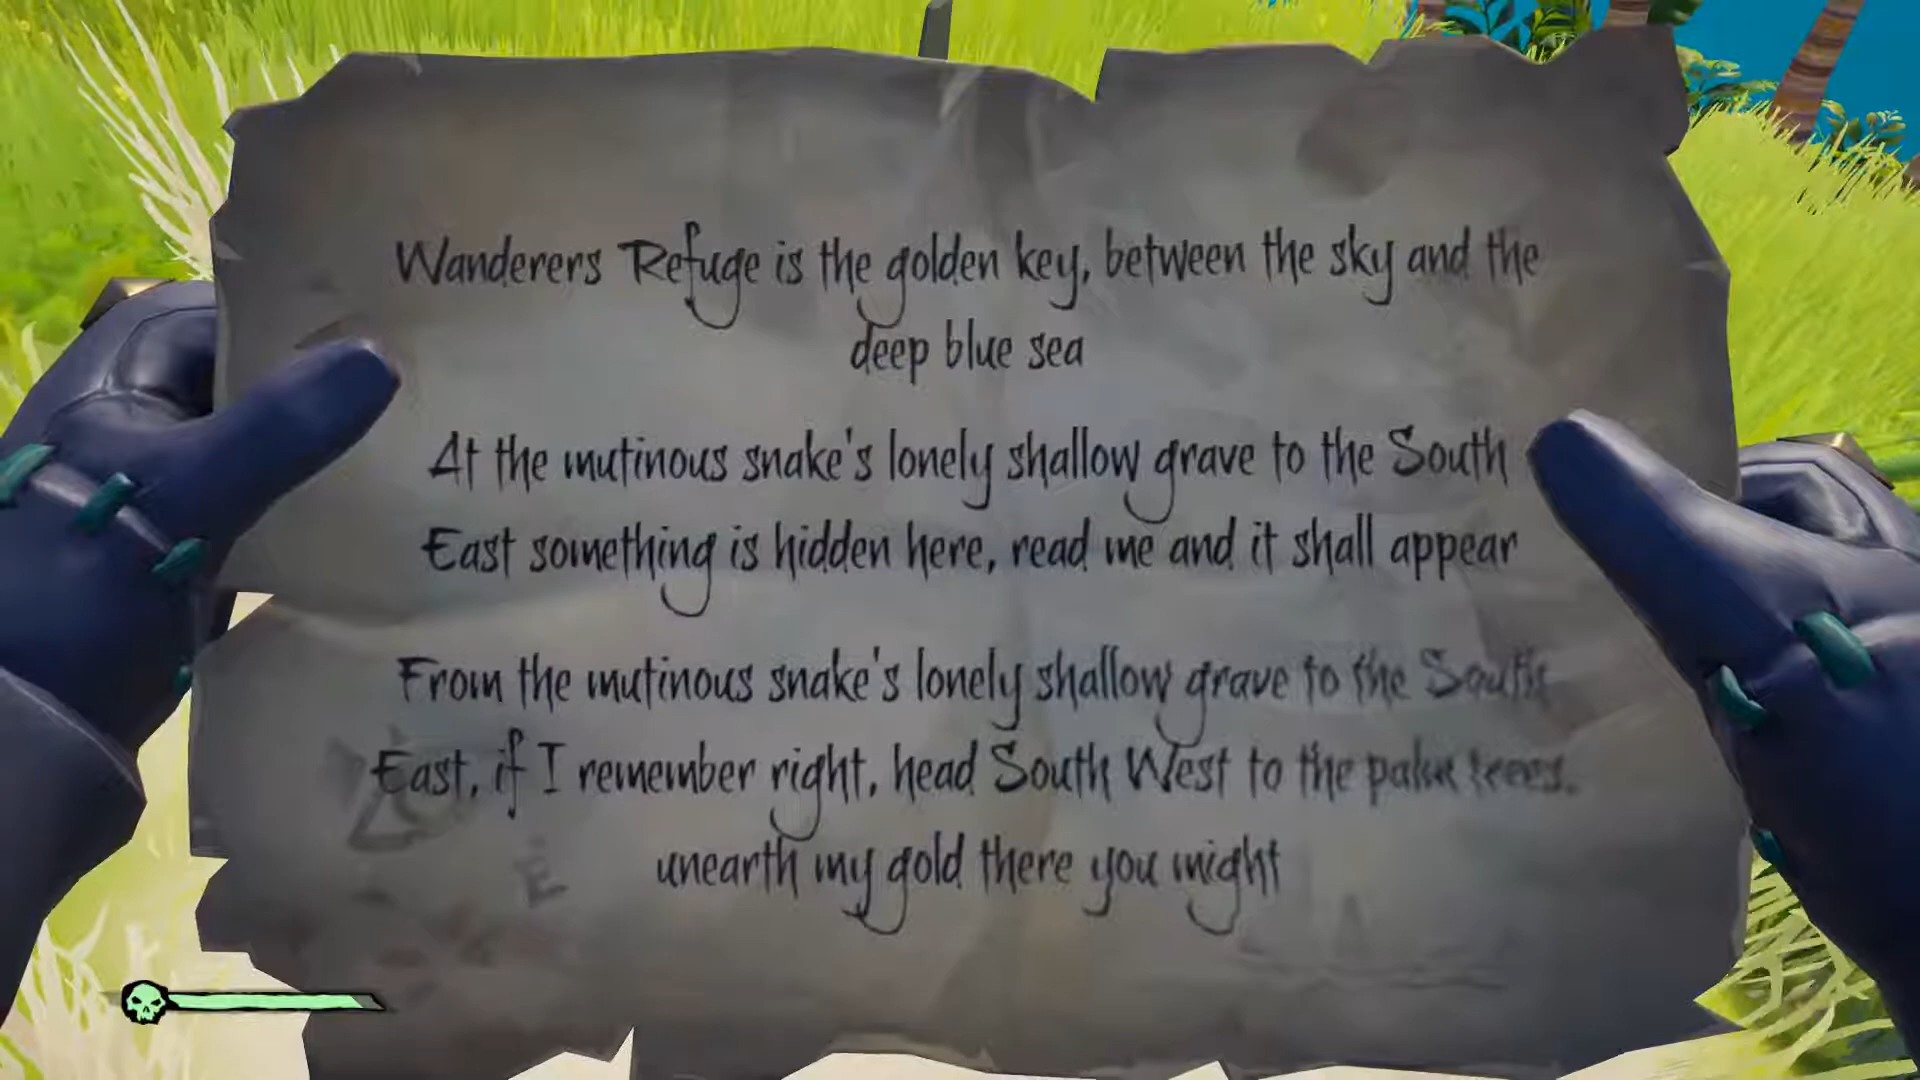 Wanderers Refuge is the golden key, between the sky and the
deep blue sea
At the mutinous snake's lonely shallow grave to the South
East something is hidden here, read me and it shall appear
From the mutinous snake's lonely shallow grave to the South
East, if I remember right, head South West to the palm trees.
unearth my gold there you might
E